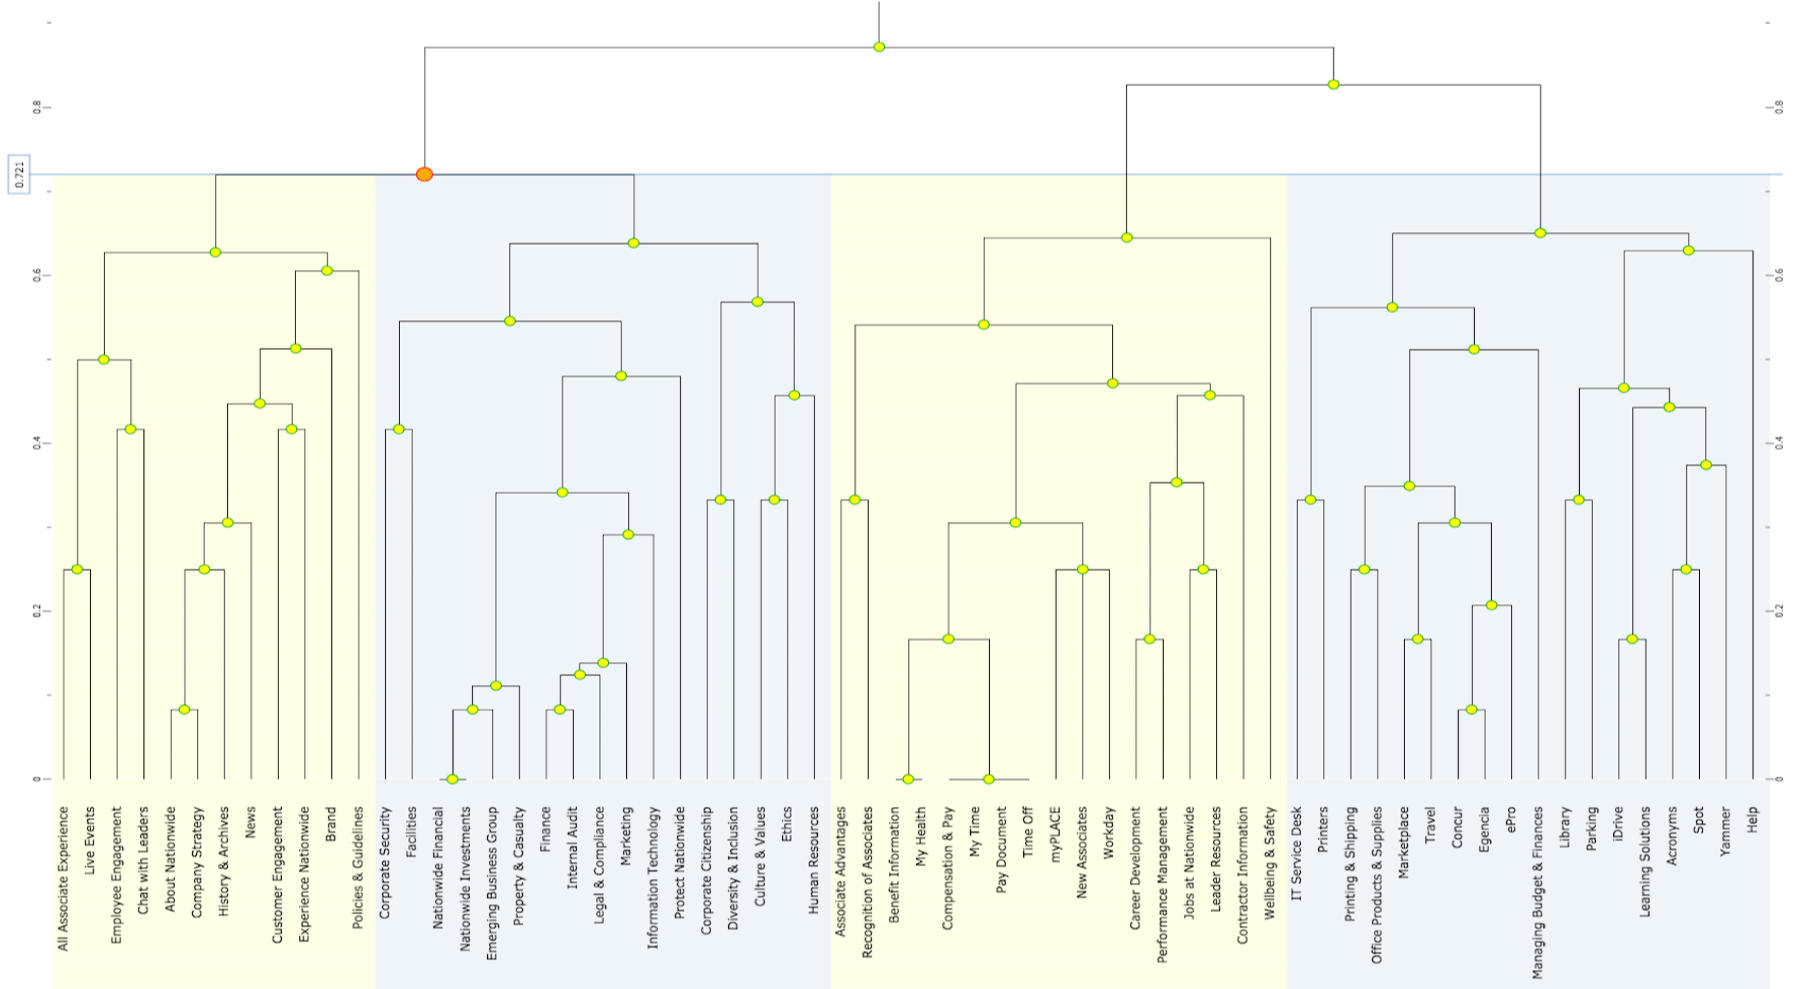 0.8
0.8
0.721
0.6
0.6
0.4
0.4
0.2
0.2
0
0
All Associate Experience
Live Events
Employee Engagement
Chat with Leaders
About Nationwide
Company Strategy
History & Archives
News
Customer Engagement
Experience Nationwide
Brand
Policies & Guidelines
Corporate Security
Facilities
Nationwide Financial
Nationwide Investments
Emerging Business Group
Property & Casualty
Finance
Internal Audit
Legal & Compliance
Marketing
Information Technology
Protect Nationwide
Corporate Citizenship
Diversity & Inclusion
Culture & Values
Ethics
Human Resources
Associate Advantages
Recognition of Associates
Benefit Information
My Health
Compensation & Pay
My Time
Pay Document
Time Off
myPLACE
New Associates
Workday
Career Development
Performance Management
Jobs at Nationwide
Leader Resources
Contractor Information
Wellbeing & Safety
IT Service Desk
Printers
Printing & Shipping
Office Products & Supplies
Marketplace
Travel
Concur
Egencia
ePro
Managing Budget & Finances
Library
Parking
iDrive
Learning Solutions
Acronyms
Spot
Yammer
Help